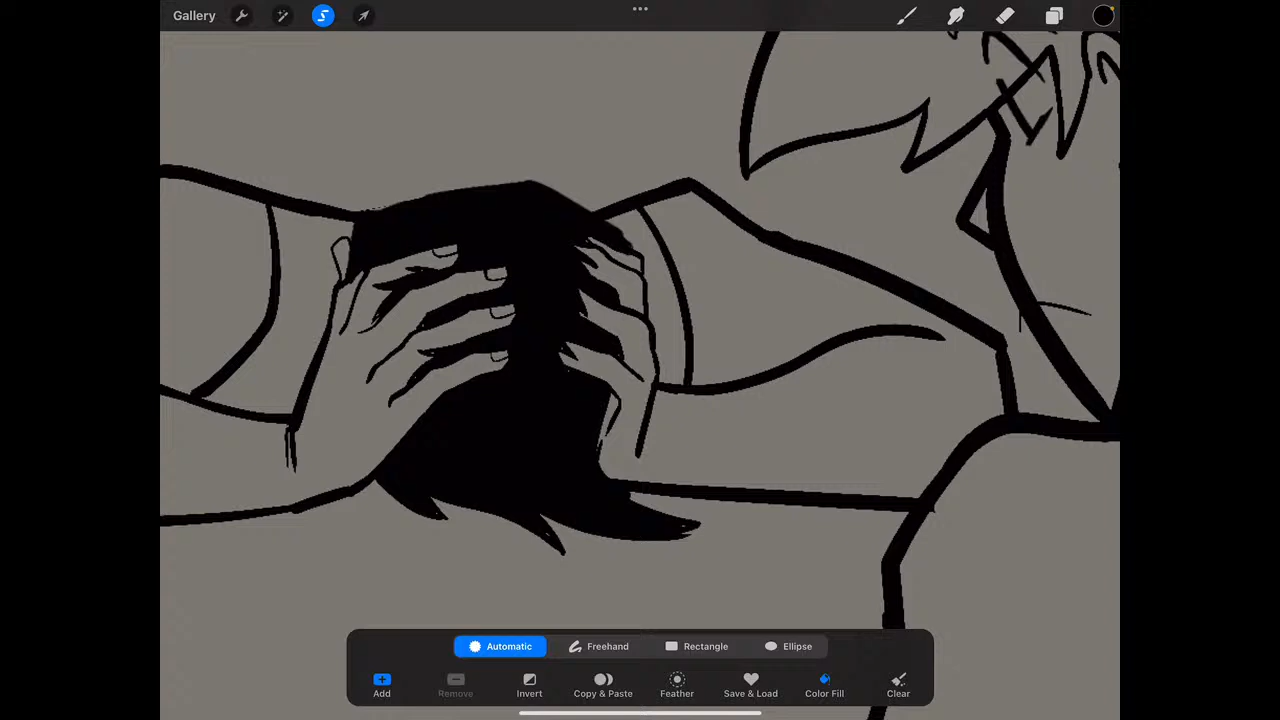 Gallery
Automatic Freehand Rectangle Ellipse
Add Remove Invert Copy & Paste Feather Save & Load Color Fill Clear